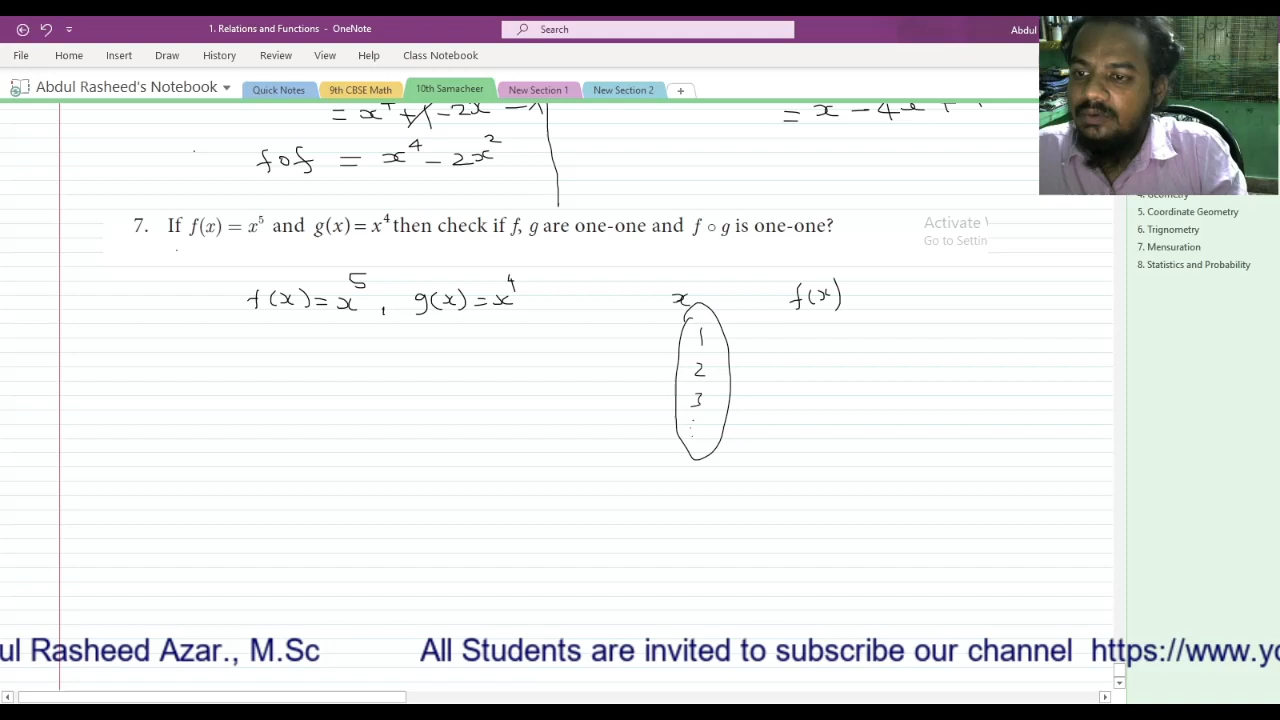 1. Relations and Functions - OneNote
Search
Abdul
File Home Insert Draw History Review View Help Class Notebook
Abdul Rasheed's Notebook
Quick Notes 9th CBSE Math 10th Samacheer New Section 1 New Section 2 +
fof = x⁴ - 2x²
7. If f(x) = x⁵ and g(x) = x⁴ then check if f, g are one-one and f ∘ g is one-one?
Activate
Go to Settin
5. Coordinate Geometry
6. Trignometry
7. Mensuration
8. Statistics and Probability
f(x) = x⁵, g(x) = x⁴
x f(x)
1
2
3
⋮
ul Rasheed Azar., M.Sc All Students are invited to subscribe our channel https://www.yo